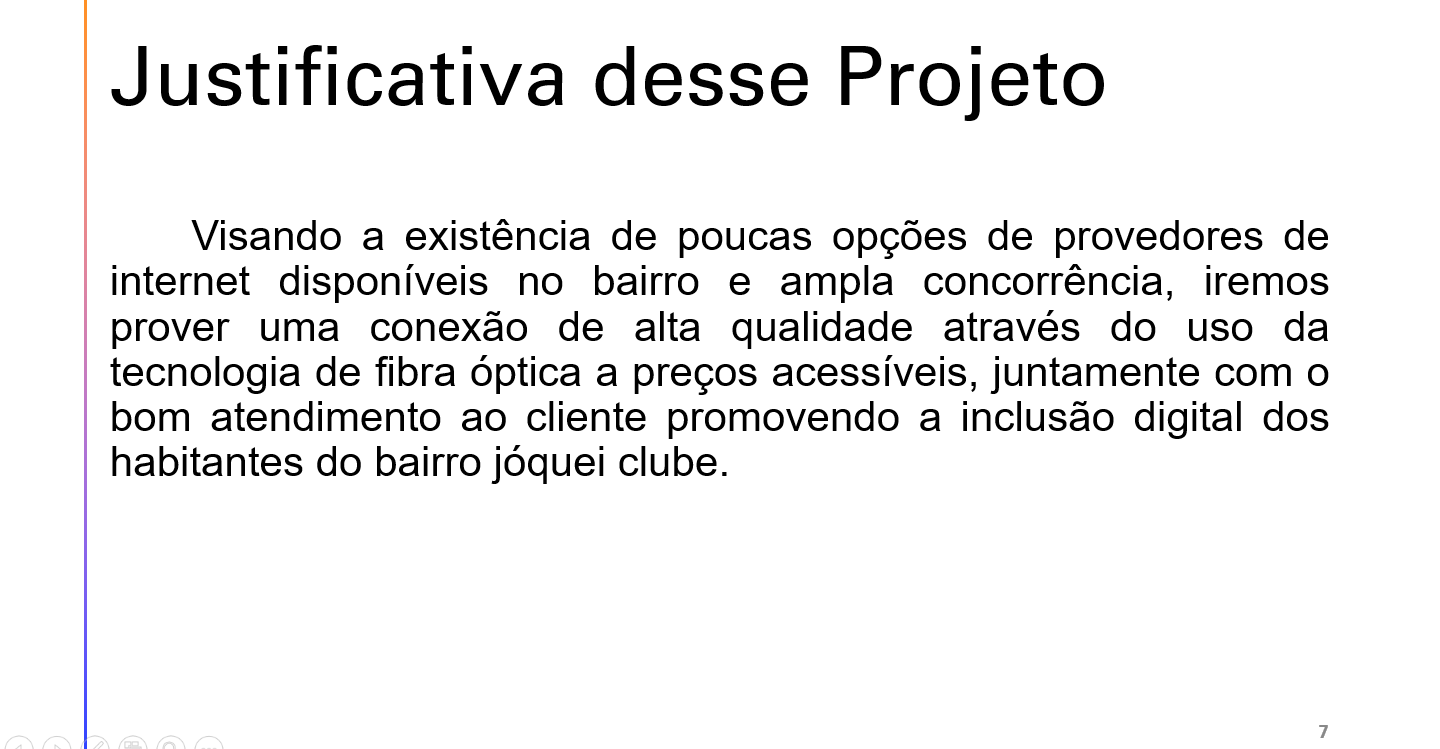 Justificativa desse Projeto
Visando a existência de poucas opções de provedores de
internet disponíveis no bairro e ampla concorrência, iremos
prover uma conexão de alta qualidade através do uso da
tecnologia de fibra óptica a preços acessíveis, juntamente com o
bom atendimento ao cliente promovendo a inclusão digital dos
habitantes do bairro jóquei clube.
7